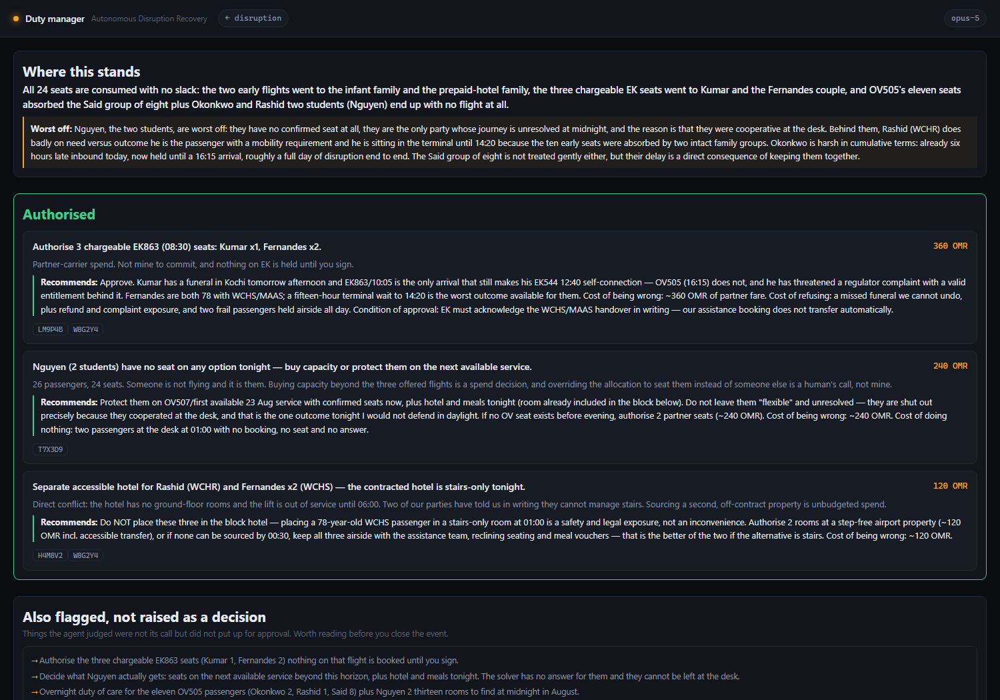 Duty manager Autonomous Disruption Recovery ← disruption opus-5
Where this stands
All 24 seats are consumed with no slack: the two early flights went to the infant family and the prepaid-hotel family, the three chargeable EK seats went to Kumar and the Fernandes couple, and OV505's eleven seats
absorbed the Said group of eight plus Okonkwo and Rashid two students (Nguyen) end up with no flight at all.
Worst off: Nguyen, the two students, are worst off: they have no confirmed seat at all, they are the only party whose journey is unresolved at midnight, and the reason is that they were cooperative at the desk. Behind them, Rashid (WCHR) does
badly on need versus outcome he is the passenger with a mobility requirement and he is sitting in the terminal until 14:20 because the ten early seats were absorbed by two intact family groups. Okonkwo is harsh in cumulative terms: already six
hours late inbound today, now held until a 16:15 arrival, roughly a full day of disruption end to end. The Said group of eight is not treated gently either, but their delay is a direct consequence of keeping them together.
Authorised
Authorise 3 chargeable EK863 (08:30) seats: Kumar x1, Fernandes x2. 360 OMR
Partner-carrier spend. Not mine to commit, and nothing on EK is held until you sign.
Recommends: Approve. Kumar has a funeral in Kochi tomorrow afternoon and EK863/10:05 is the only arrival that still makes his EK544 12:40 self-connection — OV505 (16:15) does not, and he has threatened a regulator complaint with a valid
entitlement behind it. Fernandes are both 78 with WCHS/MAAS; a fifteen-hour terminal wait to 14:20 is the worst outcome available for them. Cost of being wrong: ~360 OMR of partner fare. Cost of refusing: a missed funeral we cannot undo,
plus refund and complaint exposure, and two frail passengers held airside all day. Condition of approval: EK must acknowledge the WCHS/MAAS handover in writing — our assistance booking does not transfer automatically.
LM9P4B W8G2Y4
Nguyen (2 students) have no seat on any option tonight — buy capacity or protect them on the next available service. 240 OMR
26 passengers, 24 seats. Someone is not flying and it is them. Buying capacity beyond the three offered flights is a spend decision, and overriding the allocation to seat them instead of someone else is a human's call, not mine.
Recommends: Protect them on OV507/first available 23 Aug service with confirmed seats now, plus hotel and meals tonight (room already included in the block below). Do not leave them "flexible" and unresolved — they are shut out
precisely because they cooperated at the desk, and that is the one outcome tonight I would not defend in daylight. If no OV seat exists before evening, authorise 2 partner seats (~240 OMR). Cost of being wrong: ~240 OMR. Cost of doing
nothing: two passengers at the desk at 01:00 with no booking, no seat and no answer.
T7X3D9
Separate accessible hotel for Rashid (WCHR) and Fernandes x2 (WCHS) — the contracted hotel is stairs-only tonight. 120 OMR
Direct conflict: the hotel has no ground-floor rooms and the lift is out of service until 06:00. Two of our parties have told us in writing they cannot manage stairs. Sourcing a second, off-contract property is unbudgeted spend.
Recommends: Do NOT place these three in the block hotel — placing a 78-year-old WCHS passenger in a stairs-only room at 01:00 is a safety and legal exposure, not an inconvenience. Authorise 2 rooms at a step-free airport property (~120
OMR incl. accessible transfer), or if none can be sourced by 00:30, keep all three airside with the assistance team, reclining seating and meal vouchers — that is the better of the two if the alternative is stairs. Cost of being wrong: ~120 OMR.
H4M8V2 W8G2Y4
Also flagged, not raised as a decision
Things the agent judged were not its call but did not put up for approval. Worth reading before you close the event.
→Authorise the three chargeable EK863 seats (Kumar 1, Fernandes 2) nothing on that flight is booked until you sign.
→Decide what Nguyen actually gets: seats on the next available service beyond this horizon, plus hotel and meals tonight. The solver has no answer for them and they cannot be left at the desk.
→Overnight duty of care for the eleven OV505 passengers (Okonkwo 2, Rashid 1, Said 8) plus Nguyen 2 thirteen rooms to find at midnight in August.